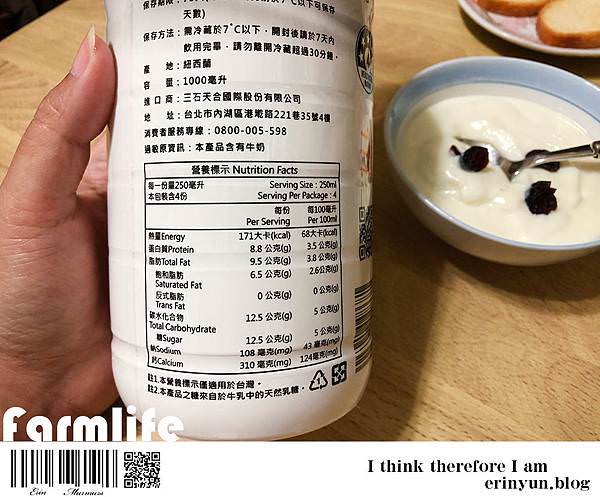 天數)
保存方法：需冷藏於7˚C以下，開封後請於7天內
飲用完畢，請勿離開冷藏超過30分鐘。
產　　地：紐西蘭
容　　量：1000毫升
進 口 商：三石天合國際股份有限公司
地　　址：台北市內湖區港墘路221巷35號4樓
消費者服務專線：0800-005-598
過敏原資訊：本產品含有牛奶
營養標示 Nutrition Facts
每一份量250毫升 Serving Size : 250ml
本包裝含4份 Serving Per Package : 4
每份 每100毫升
Per Serving Per 100ml
熱量Energy 171大卡(kcal) 68大卡(kcal)
蛋白質Protein 8.8 公克(g) 3.5 公克(g)
脂肪Total Fat 9.5 公克(g) 3.8 公克(g)
飽和脂肪 6.5 公克(g) 2.6公克(g)
Saturated Fat
反式脂肪 0 公克(g) 0 公克(g)
Trans Fat
碳水化合物 12.5 公克(g) 5 公克(g)
Total Carbohydrate
糖Sugar 12.5 公克(g) 5 公克(g)
鈉Sodium 108 毫克(mg) 43 毫克(mg)
鈣Calcium 310 毫克(mg) 124毫克(mg)
註1.本營養標示僅適用於台灣。
註2.本產品之糖來自於牛乳中的天然乳糖。
1
Farmlife
Erin Murmurs
I think therefore I am
erinyun.blog